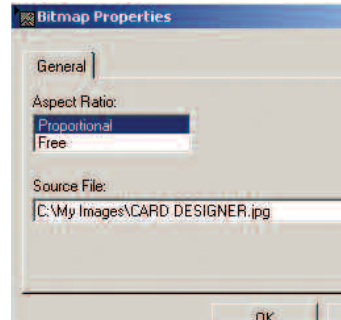 Bitmap Properties
General
Aspect Ratio:
Proportional
Free
Source File:
C:\My Images\CARD DESIGNER.jpg
OK